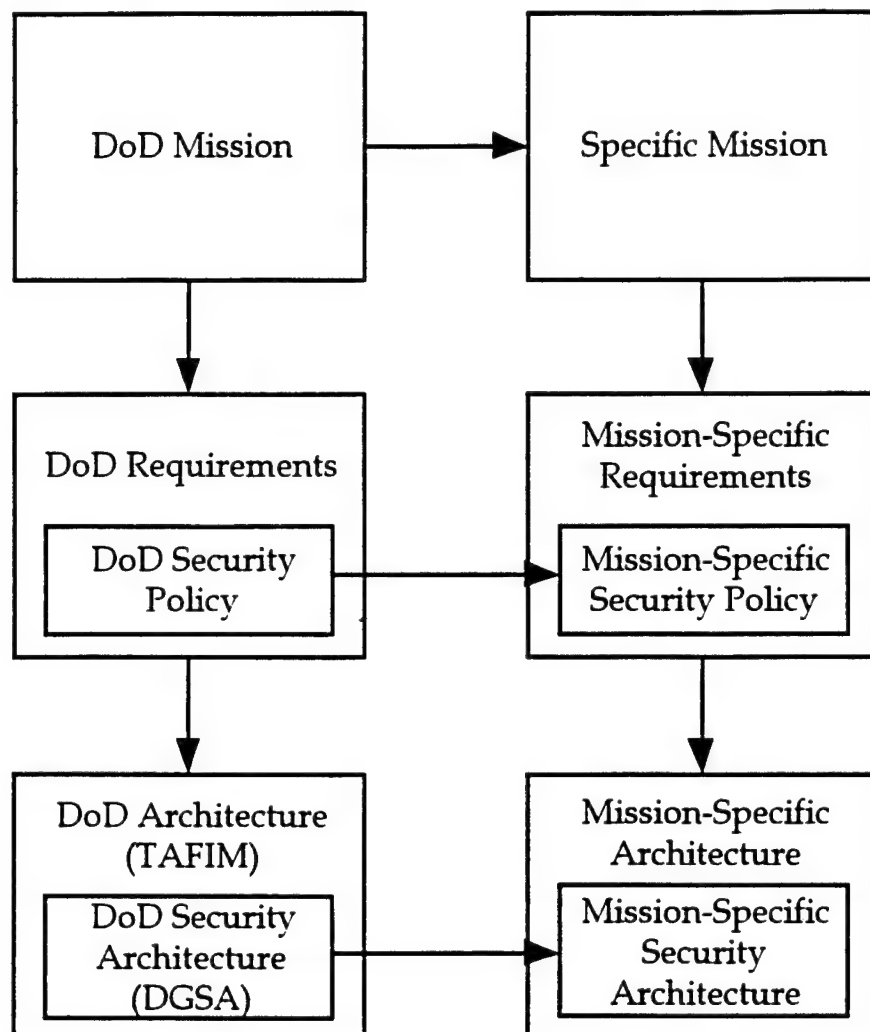 DoD Mission
Specific Mission
DoD Requirements
DoD Security
Policy
Mission-Specific
Requirements
Mission-Specific
Security Policy
DoD Architecture
(TAFIM)
DoD Security
Architecture
(DGSA)
Mission-Specific
Architecture
Mission-Specific
Security
Architecture